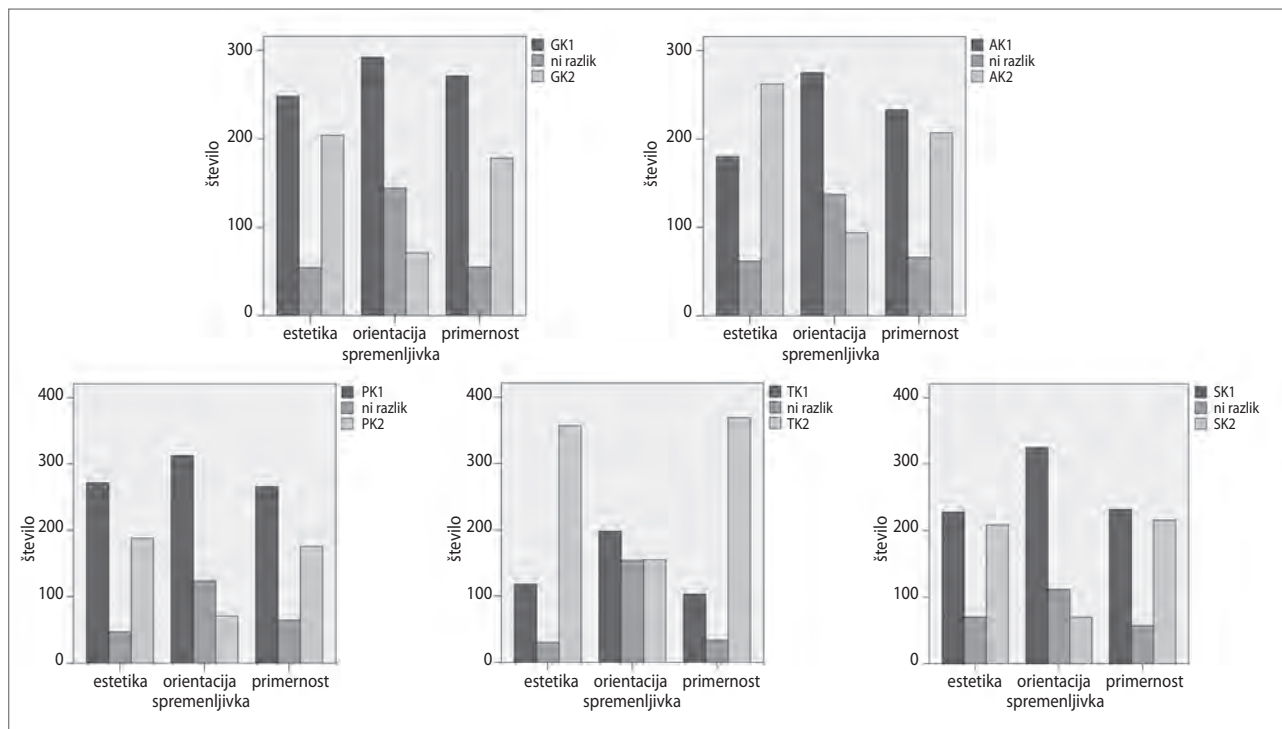 300
200
100
0
število
estetika
orientacija
primernost
spremenljivka
GK1
ni razlik
GK2
300
200
100
0
število
estetika
orientacija
primernost
spremenljivka
AK1
ni razlik
AK2
400
300
200
100
0
število
estetika
orientacija
primernost
spremenljivka
PK1
ni razlik
PK2
400
300
200
100
0
število
estetika
orientacija
primernost
spremenljivka
TK1
ni razlik
TK2
400
300
200
100
0
število
estetika
orientacija
primernost
spremenljivka
SK1
ni razlik
SK2